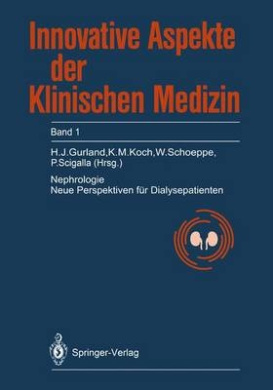 Innovative Aspekte
der
Klinischen Medizin
Band 1
H.J.Gurland, K.M.Koch, W.Schoeppe,
P.Scigalla (Hrsg.)
Nephrologie
Neue Perspektiven für Dialysepatienten
Springer-Verlag